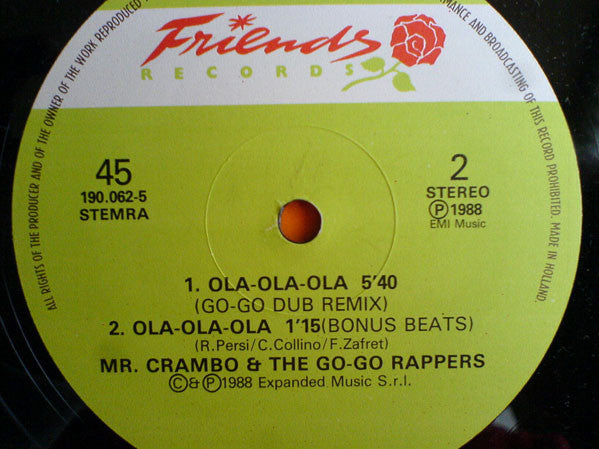 ALL RIGHTS OF THE PRODUCER AND OF THE OWNER OF THE WORK REPRODUCED
AND BROADCASTING OF THIS RECORD PROHIBITED. MADE IN HOLLAND.
Friends
RECORDS
45
190.062-5
STEMRA
2
STEREO
Ⓟ1988
EMI Music
1. OLA-OLA-OLA 5'40
(GO-GO DUB REMIX)
2. OLA-OLA-OLA 1'15(BONUS BEATS)
(R.Persi/C.Collino/F.Zafret)
MR. CRAMBO & THE GO-GO RAPPERS
©&Ⓟ1988 Expanded Music S.r.l.